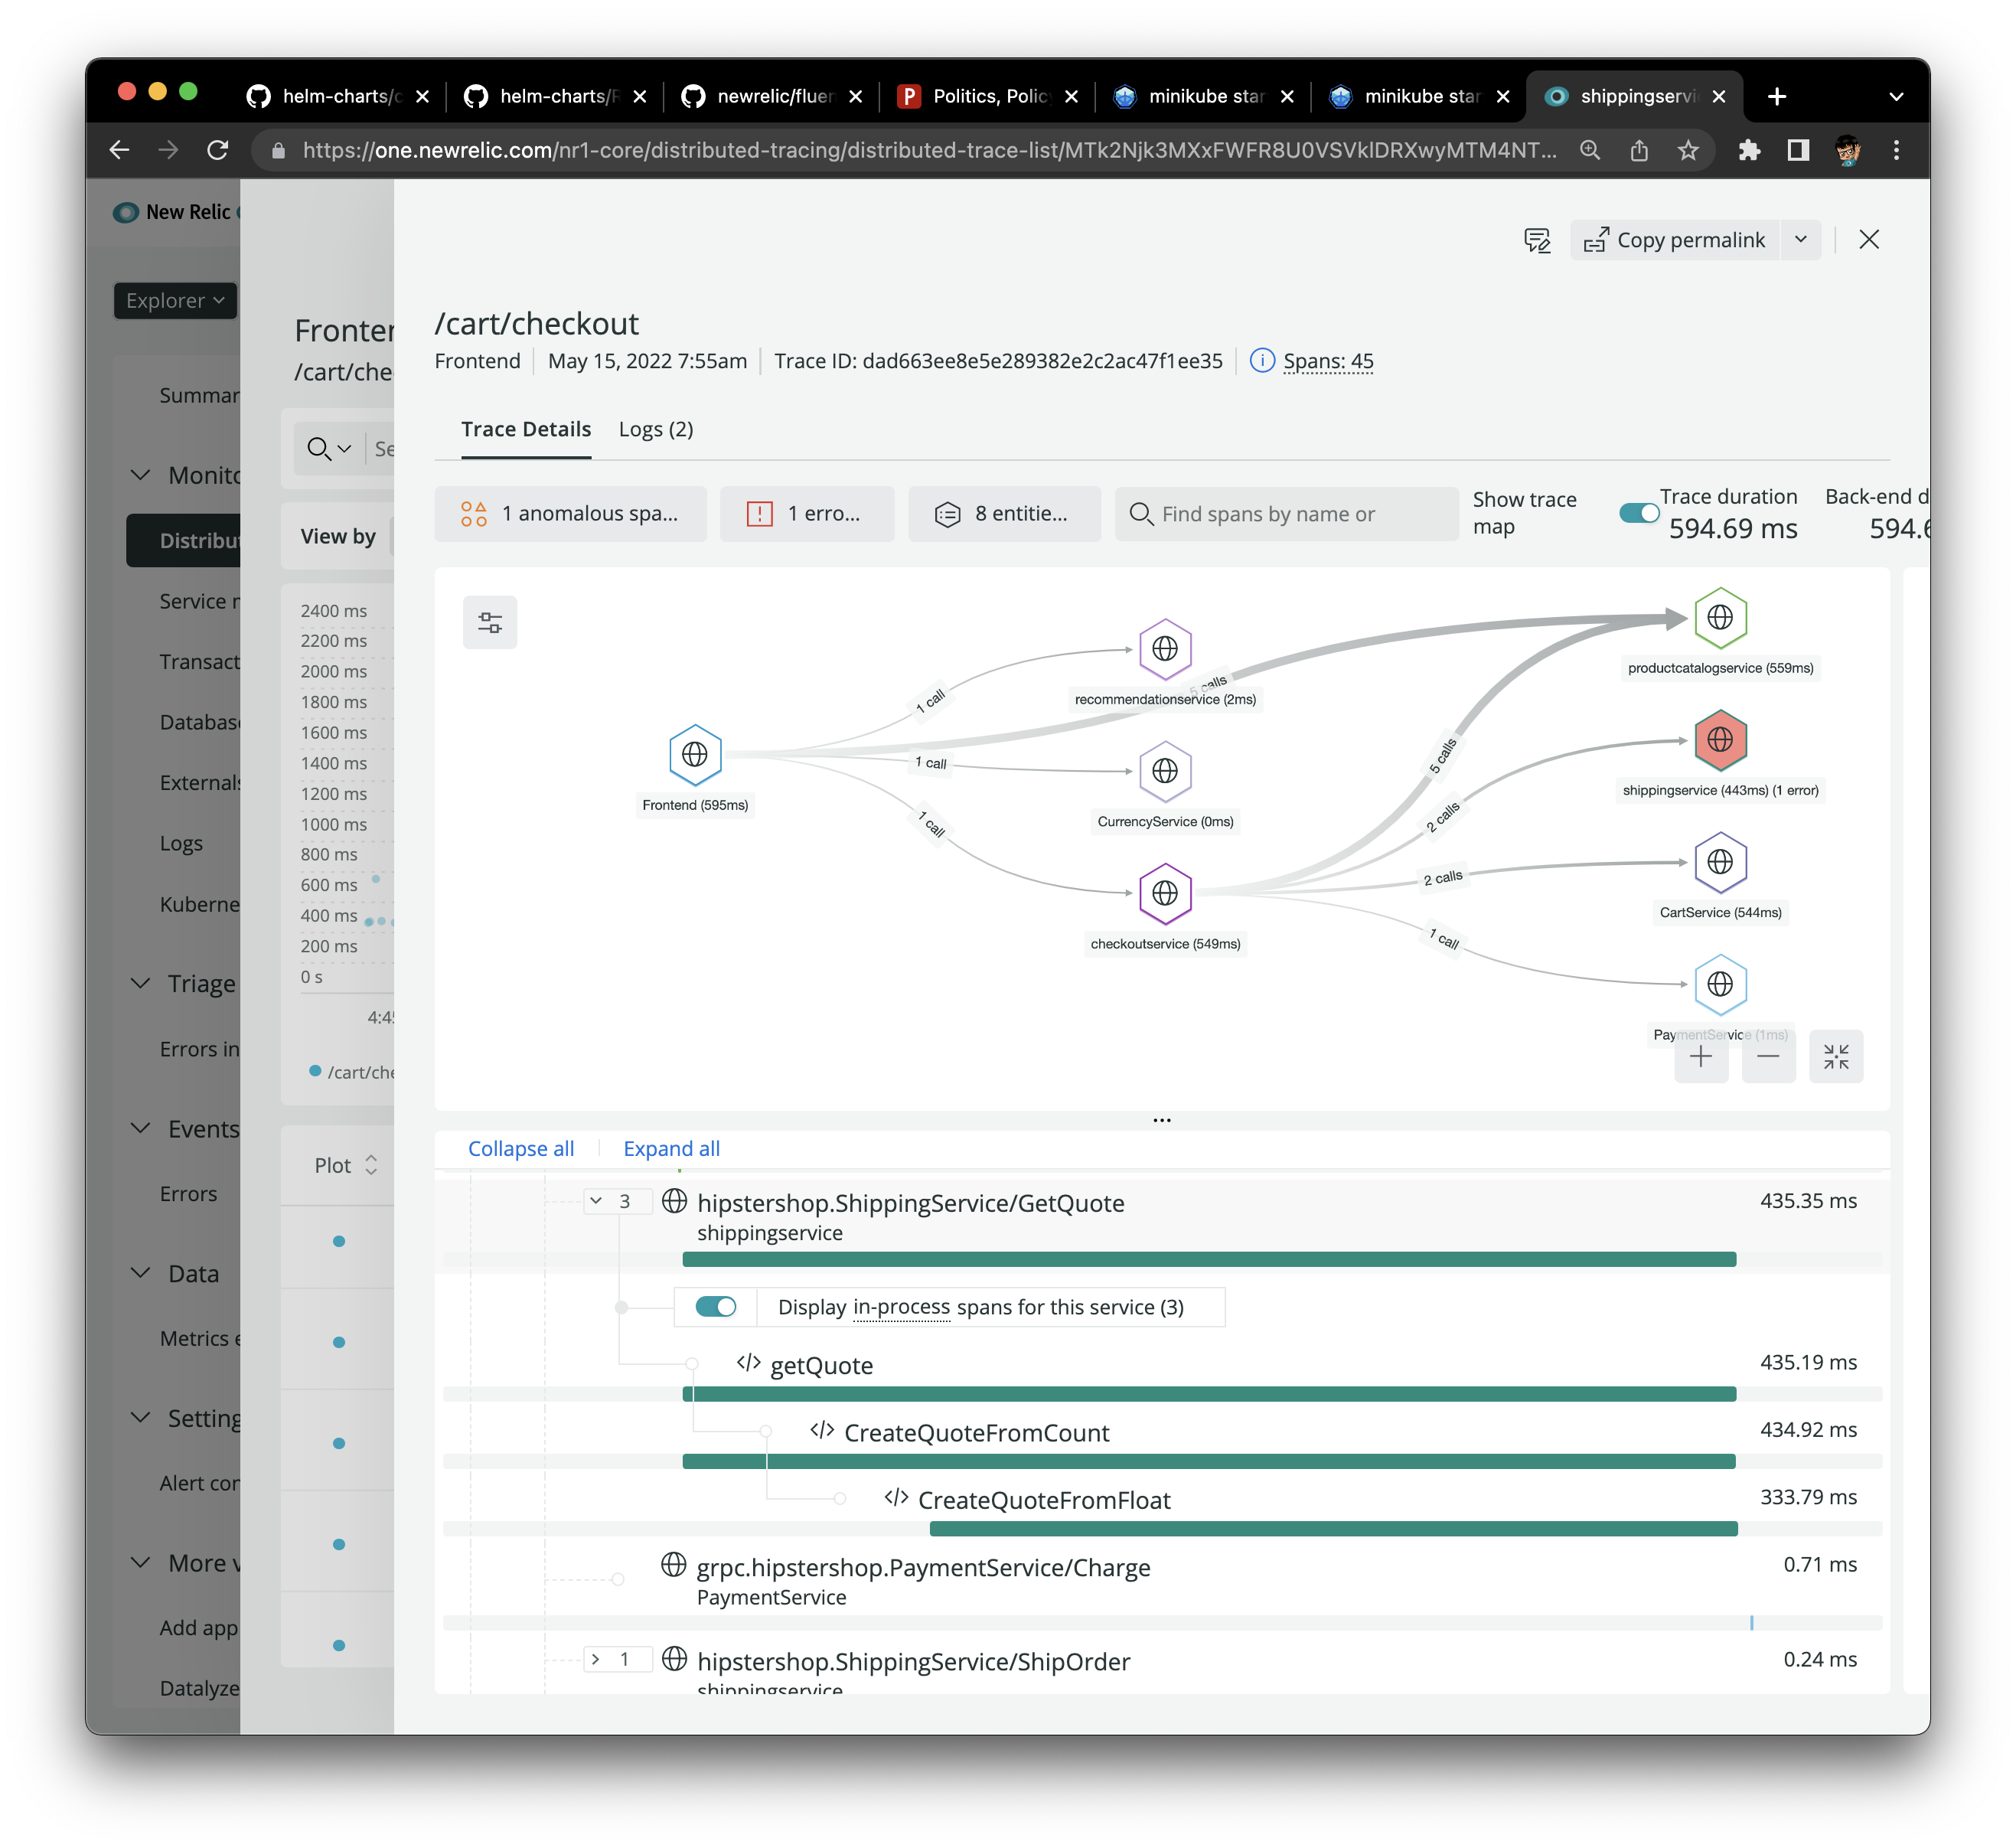 helm-charts/c
helm-charts/R
newrelic/fluen
Politics, Polic
minikube star
minikube star
shippingservi
https://one.newrelic.com/nr1-core/distributed-tracing/distributed-trace-list/
New Relic
Explorer
Summar
Monito
Distribut
Service
Transact
Databas
Externals
Logs
Kuberne
Triage
Errors in
Events
Errors
Data
Metrics e
Setting
Alert con
More v
Add app
Datalyze
Fronten
/cart/che
Se
View by
2400 ms
2200 ms
2000 ms
1800 ms
1600 ms
1400 ms
1200 ms
1000 ms
800 ms
600 ms
400 ms
200 ms
0 s
4:45
/cart/che
Plot
Copy permalink
/cart/checkout
Frontend
May 15, 2022 7:55am
Trace ID: dad663ee8e5e289382e2c2ac47f1ee35
Spans: 45
Trace Details
Logs (2)
1 anomalous spa...
1 erro...
8 entitie...
Find spans by name or
Show trace
map
Trace duration
594.69 ms
Back-end d
594.6
Frontend (595ms)
1 call
5 calls
1 call
1 call
recommendationservice (2ms)
CurrencyService (0ms)
checkoutservice (549ms)
5 calls
2 calls
2 calls
1 call
productcatalogservice (559ms)
shippingservice (443ms) (1 error)
CartService (544ms)
PaymentService (1ms)
...
Collapse all
Expand all
3
hipstershop.ShippingService/GetQuote
435.35 ms
shippingservice
Display in-process spans for this service (3)
getQuote
435.19 ms
CreateQuoteFromCount
434.92 ms
CreateQuoteFromFloat
333.79 ms
grpc.hipstershop.PaymentService/Charge
0.71 ms
PaymentService
1
hipstershop.ShippingService/ShipOrder
0.24 ms
shippingservice